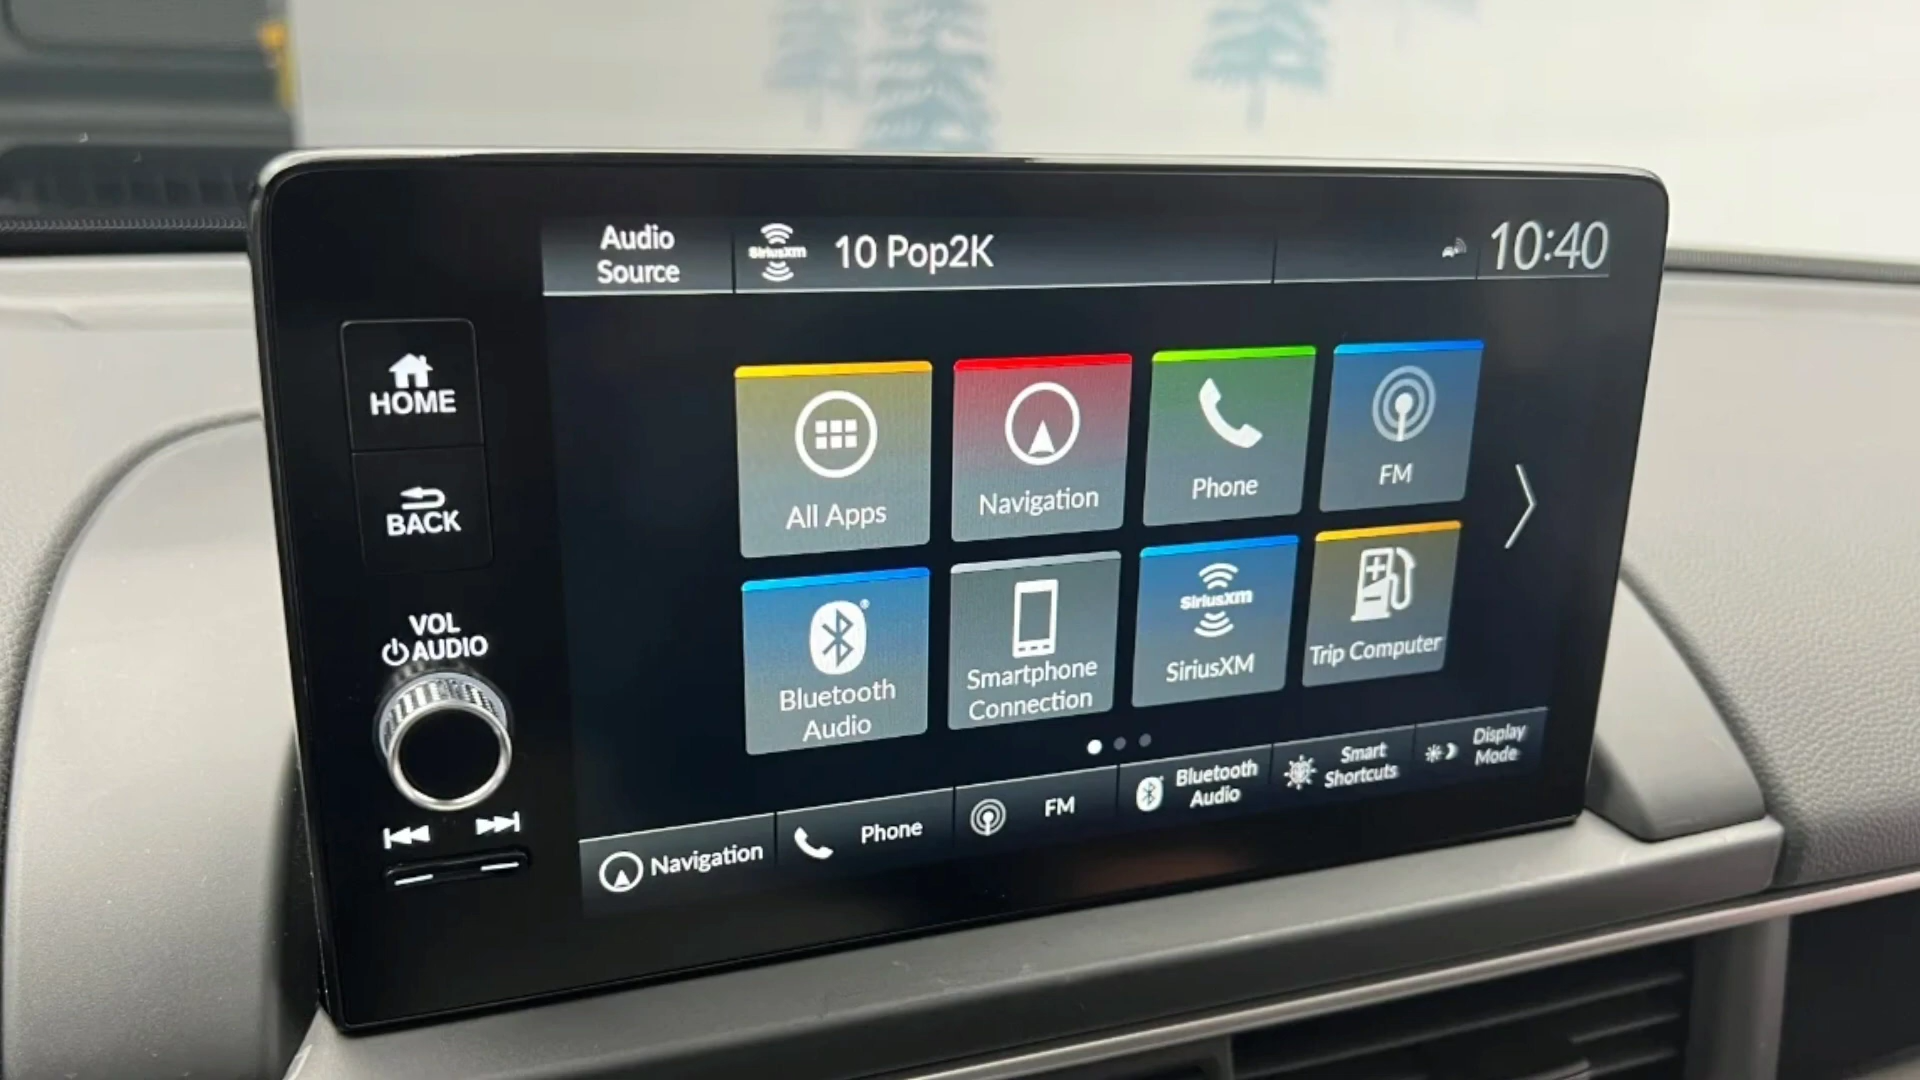 Audio
Source
SiriusXM
10 Pop2K
10:40
HOME
BACK
VOL
AUDIO
All Apps
Navigation
Phone
FM
Bluetooth
Audio
®
Smartphone
Connection
SiriusXM
SiriusXM
Trip Computer
Navigation
Phone
FM
Bluetooth
Audio
Smart
Shortcuts
Display
Mode